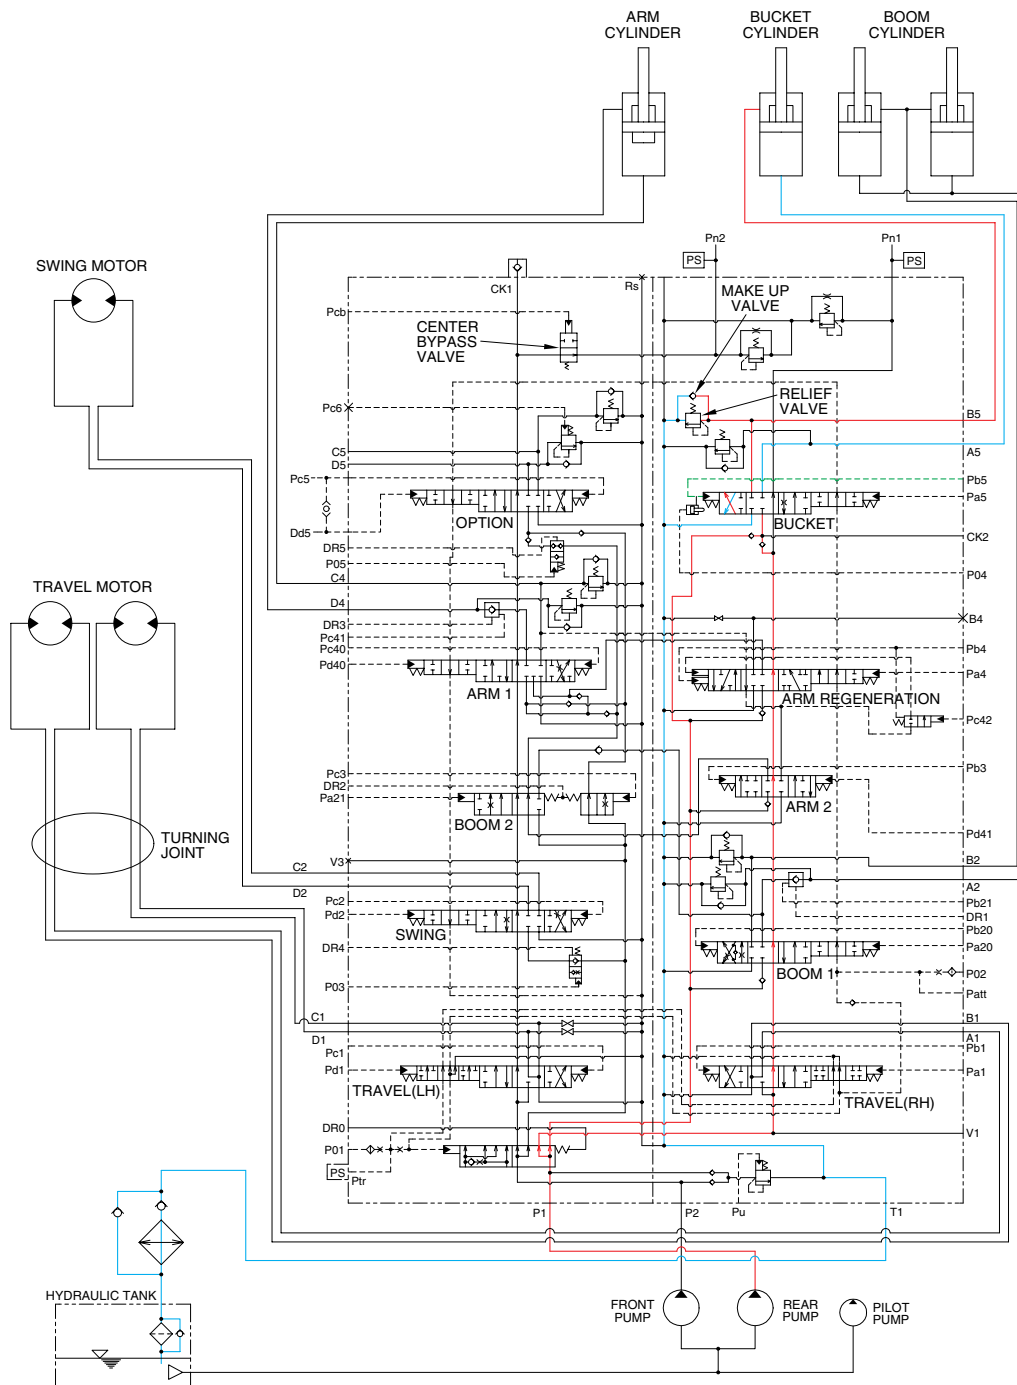 ARM
CYLINDER
BUCKET
CYLINDER
BOOM
CYLINDER
SWING MOTOR
Pn2
Pn1
PS
PS
CK1
Rs
MAKE UP
VALVE
Pcb
CENTER
BYPASS
VALVE
RELIEF
VALVE
Pc6
B5
C5
A5
D5
Pc5
Pb5
Pa5
OPTION
BUCKET
Dd5
CK2
DR5
P05
P04
C4
TRAVEL MOTOR
D4
DR3
B4
Pc41
Pc40
Pb4
Pd40
Pa4
ARM 1
ARM REGENERATION
Pc42
Pc3
Pb3
DR2
Pa21
ARM 2
BOOM 2
TURNING
JOINT
Pd41
V3
B2
C2
A2
D2
Pc2
Pb21
Pd2
DR1
SWING
Pb20
DR4
Pa20
BOOM 1
P03
P02
Patt
C1
B1
D1
A1
Pc1
Pb1
Pd1
Pa1
TRAVEL(LH)
TRAVEL(RH)
DR0
V1
P01
PS
Ptr
P1
P2
Pu
T1
HYDRAULIC TANK
FRONT
PUMP
REAR
PUMP
PILOT
PUMP